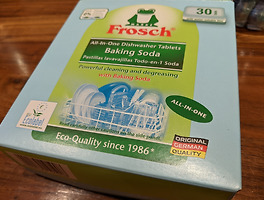 Frosch
30
All-in-One Dishwasher Tablets
Baking Soda
Pastillas lavavajillas Todo-en-1 Soda
Powerful cleaning and degreasing
with Baking Soda
ALL-IN-ONE
Ecolabel
Eco-Quality since 1986*
ORIGINAL
GERMAN
QUALITY